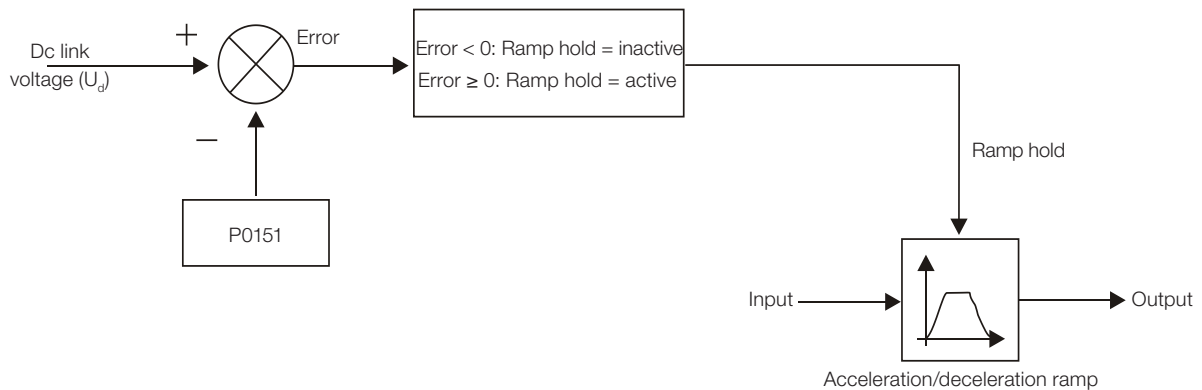 +
Error
Dc link
voltage (Ud)
Error < 0: Ramp hold = inactive
Error ≥ 0: Ramp hold = active
−
Ramp hold
P0151
Input
Output
Acceleration/deceleration ramp